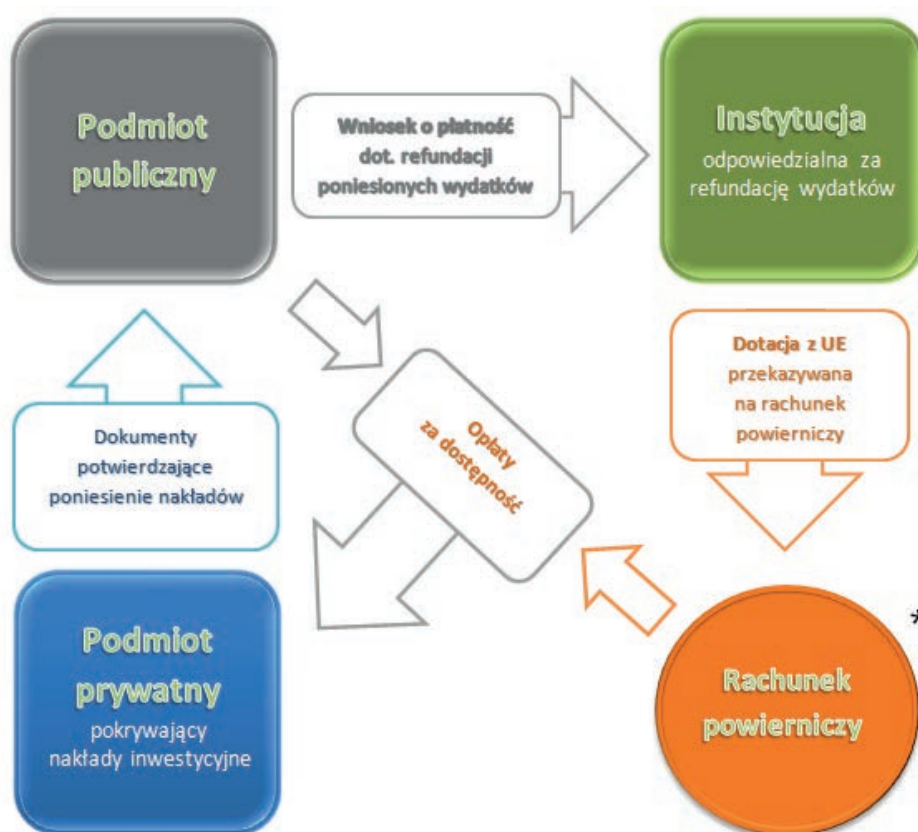 Podmiot
publiczny
Wniosek o płatność
dot. refundacji
poniesionych wydatków
Instytucja
odpowiedzialna za
refundację wydatków
Dokumenty
potwierdzające
poniesienie nakładów
Opłaty
za dostępność
Dotacja z UE
przekazywana
na rachunek
powierniczy
Podmiot
prywatny
pokrywający
nakłady inwestycyjne
*
Rachunek
powierniczy